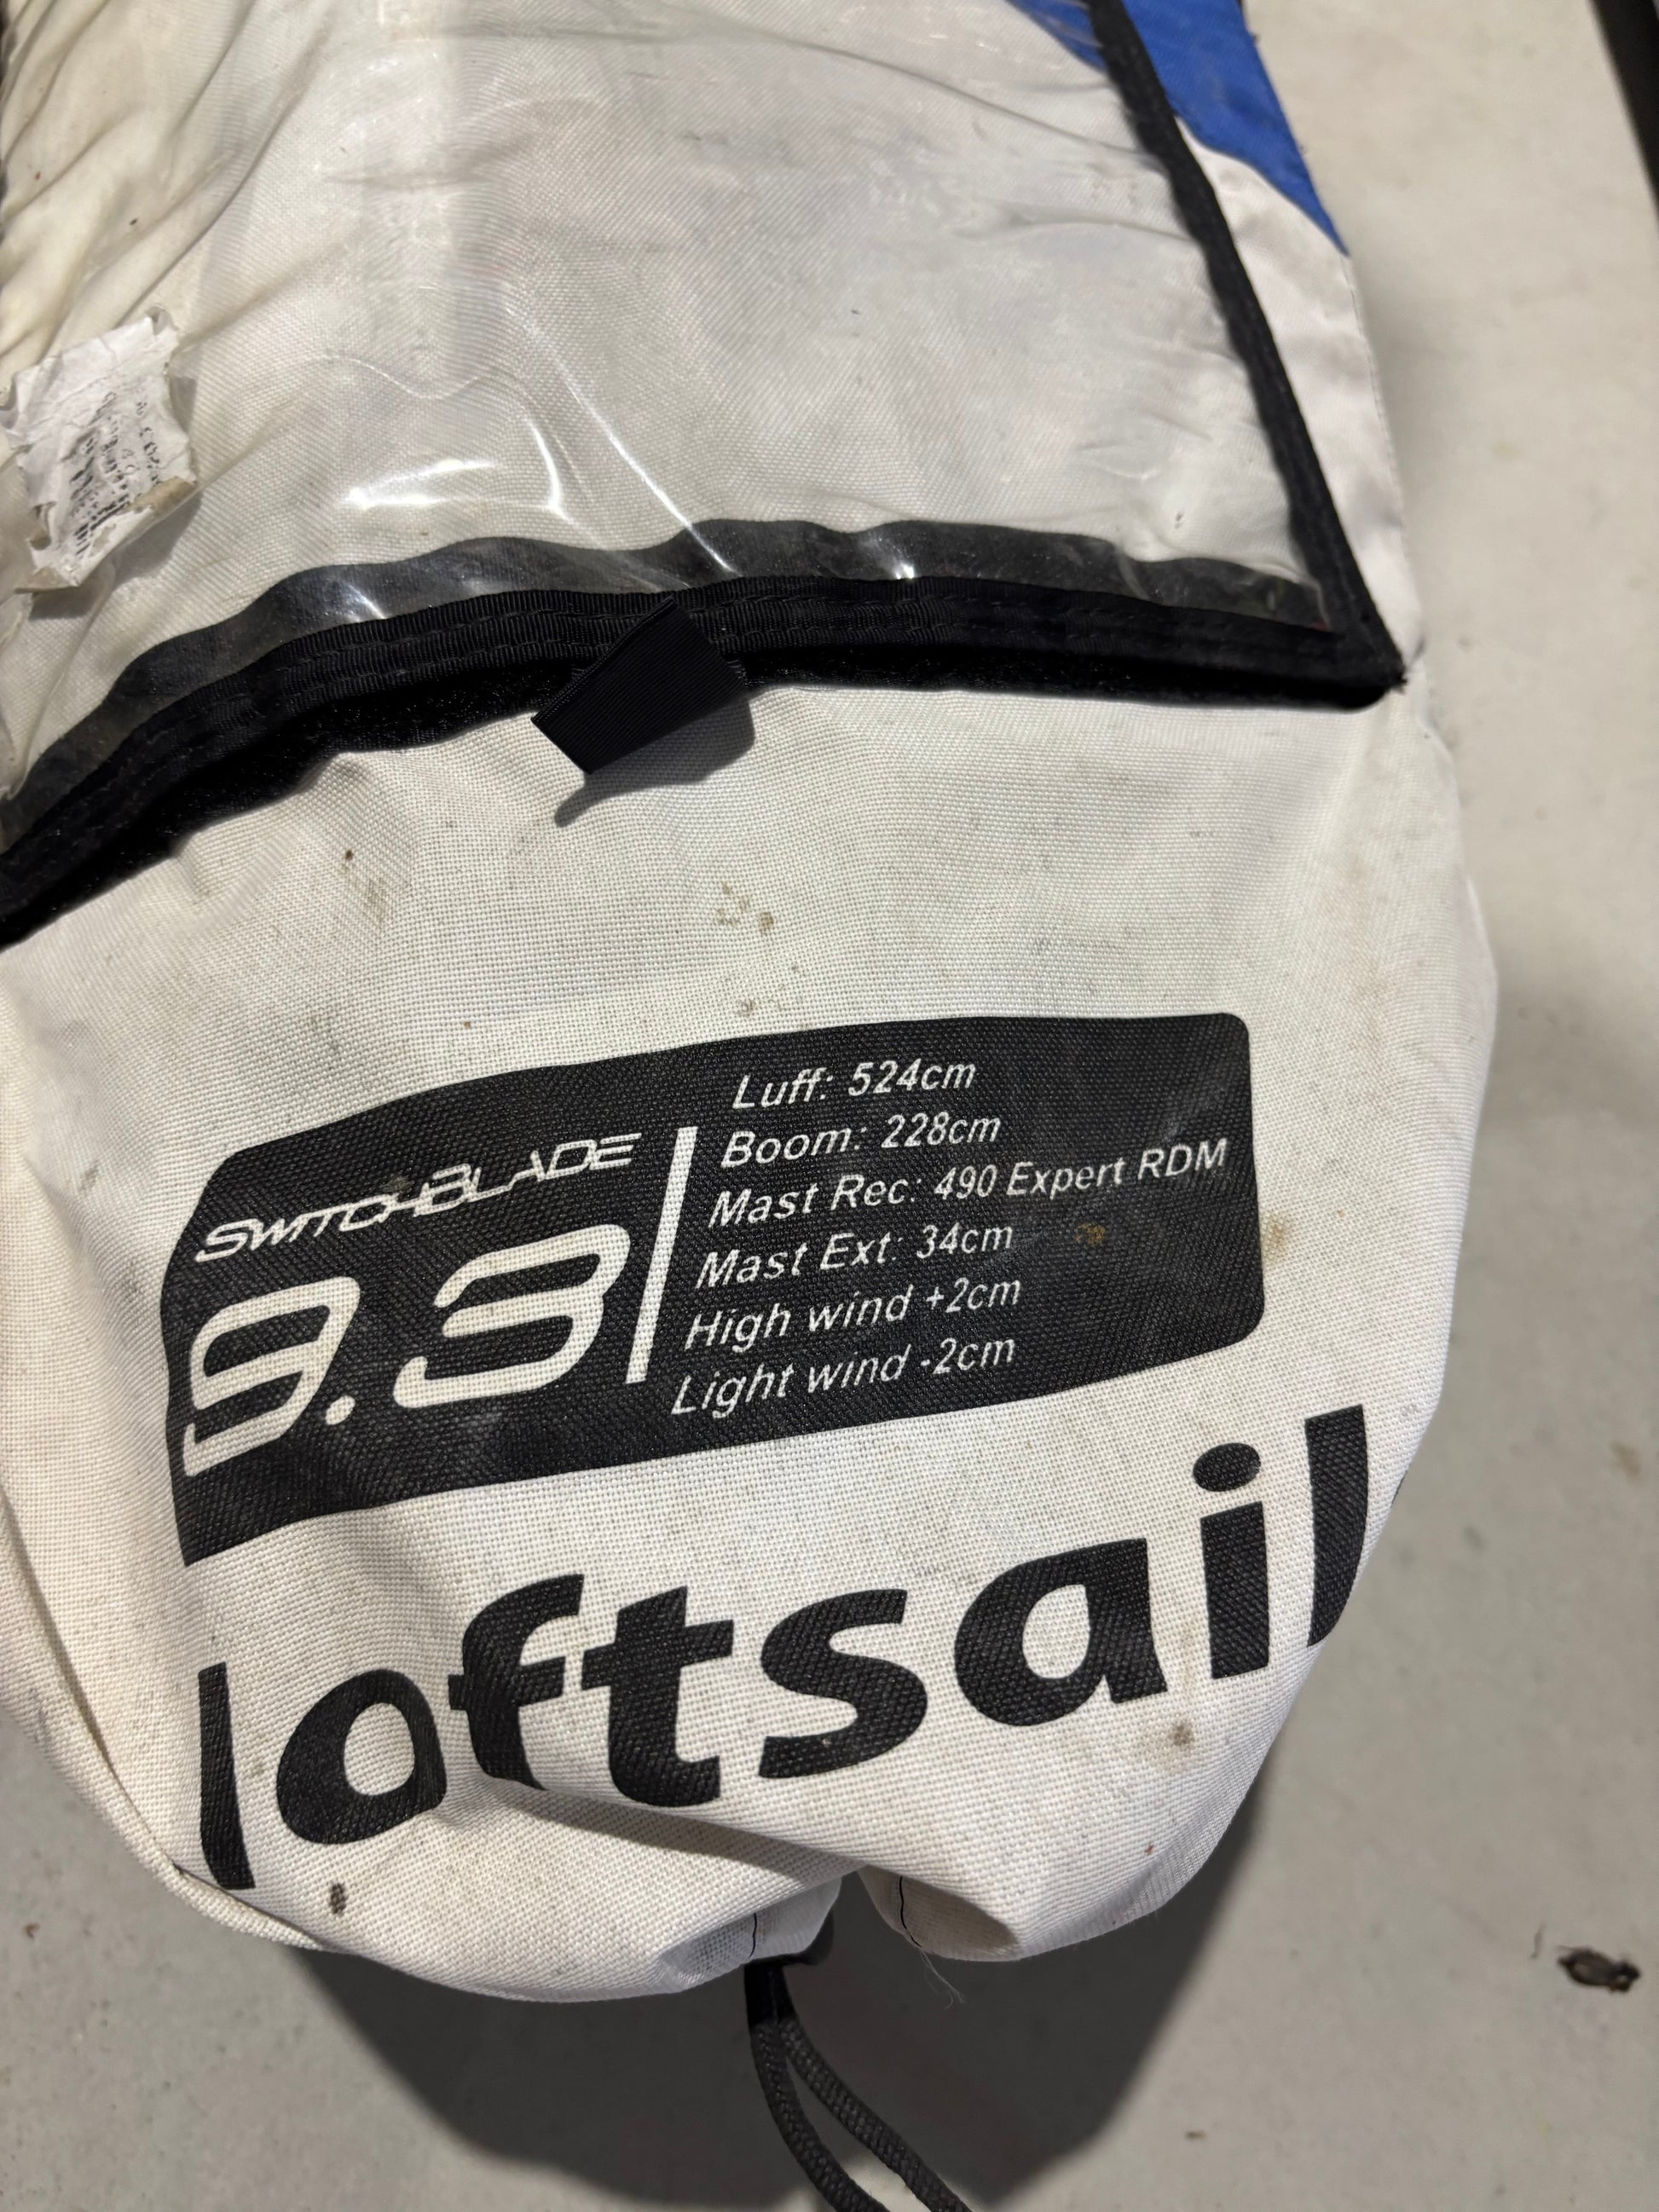 SWITCHBLADE
9.3
Luff: 524cm
Boom: 228cm
Mast Rec: 490 Expert RDM
Mast Ext: 34cm
High wind +2cm
Light wind -2cm
loftsail